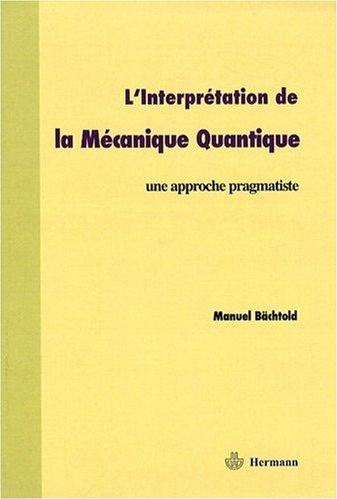 L'Interprétation de
la Mécanique Quantique
une approche pragmatiste
Manuel Bächtold
Hermann